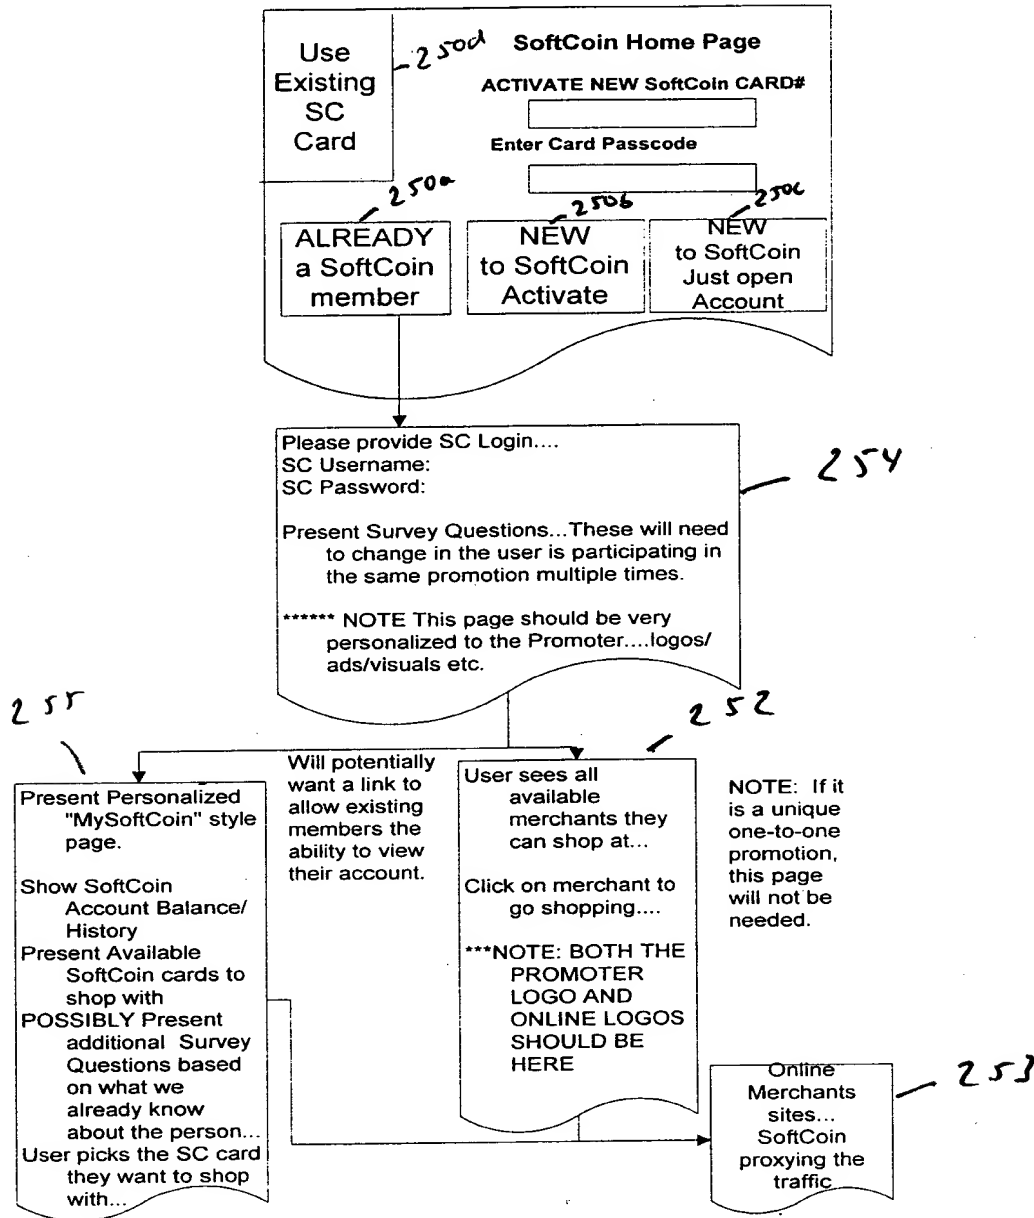 Use
Existing
SC
Card
250d
SoftCoin Home Page
ACTIVATE NEW SoftCoin CARD#
Enter Card Passcode
250a
250b
250c
ALREADY
a SoftCoin
member
NEW
to SoftCoin
Activate
NEW
to SoftCoin
Just open
Account
Please provide SC Login....
SC Username:
SC Password:
Present Survey Questions...These will need
to change in the user is participating in
the same promotion multiple times.
****** NOTE This page should be very
personalized to the Promoter....logos/
ads/visuals etc.
254
255
252
Present Personalized
"MySoftCoin" style
page.
Show SoftCoin
Account Balance/
History
Present Available
SoftCoin cards to
shop with
POSSIBLY Present
additional Survey
Questions based
on what we
already know
about the person...
User picks the SC card
they want to shop
with...
Will potentially
want a link to
allow existing
members the
ability to view
their account.
User sees all
available
merchants they
can shop at...
Click on merchant to
go shopping....
***NOTE: BOTH THE
PROMOTER
LOGO AND
ONLINE LOGOS
SHOULD BE
HERE
NOTE: If it
is a unique
one-to-one
promotion,
this page
will not be
needed.
Online
Merchants
sites...
SoftCoin
proxying the
traffic
253